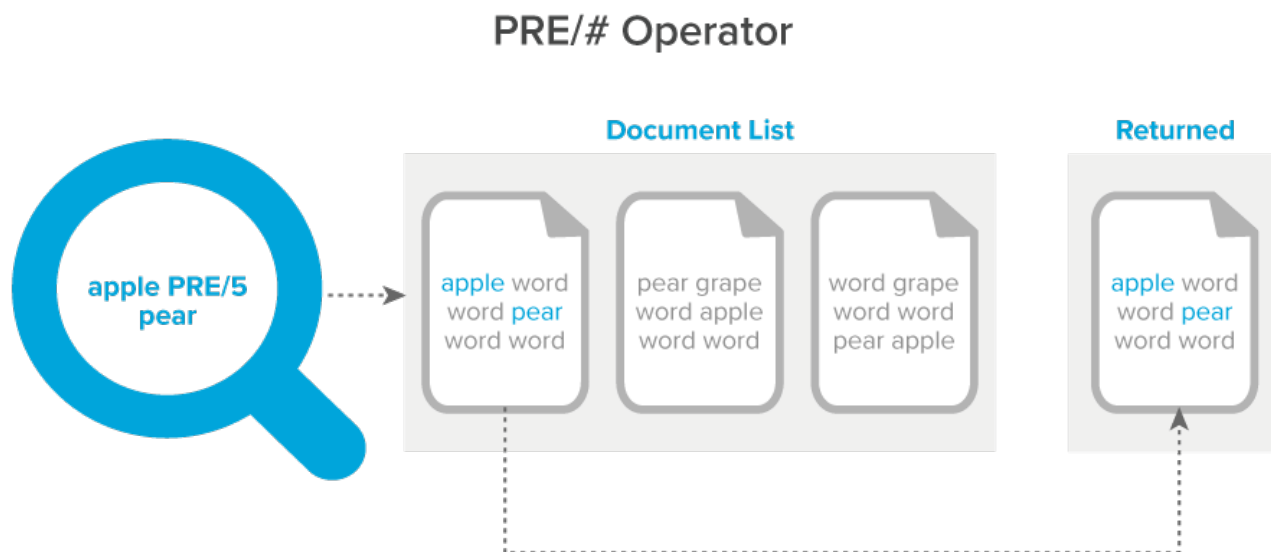 PRE/# Operator
Document List
Returned
apple PRE/5
pear
apple word
word pear
word word
pear grape
word apple
word word
word grape
word word
pear apple
apple word
word pear
word word